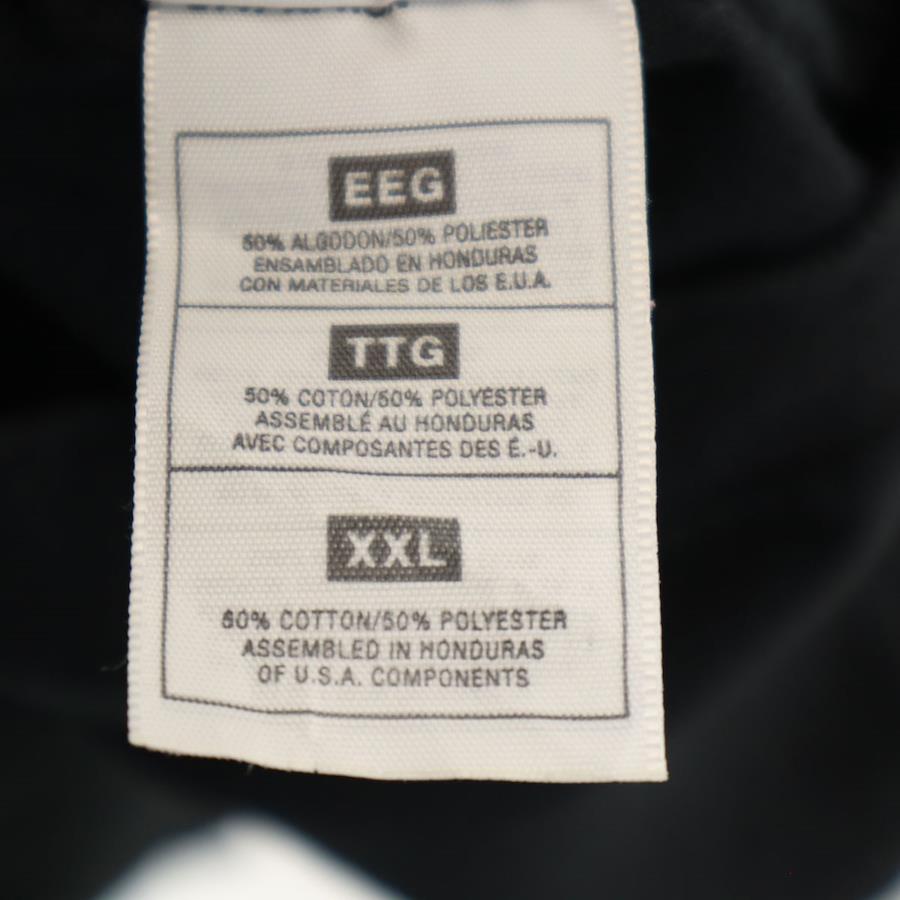 EEG
50% ALGODON/50% POLIESTER
ENSAMBLADO EN HONDURAS
CON MATERIALES DE LOS E.U.A.
TTG
50% COTON/50% POLYESTER
ASSEMBLÉ AU HONDURAS
AVEC COMPOSANTES DES É.-U.
XXL
50% COTTON/50% POLYESTER
ASSEMBLED IN HONDURAS
OF U.S.A. COMPONENTS